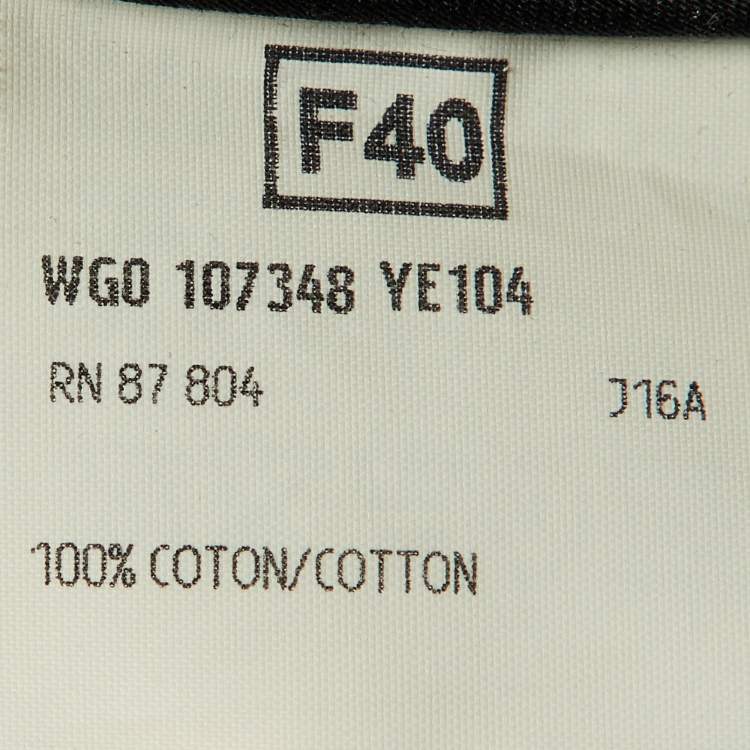 F40
WG0 107348 YE104
RN 87 804
J16A
100% COTON/COTTON